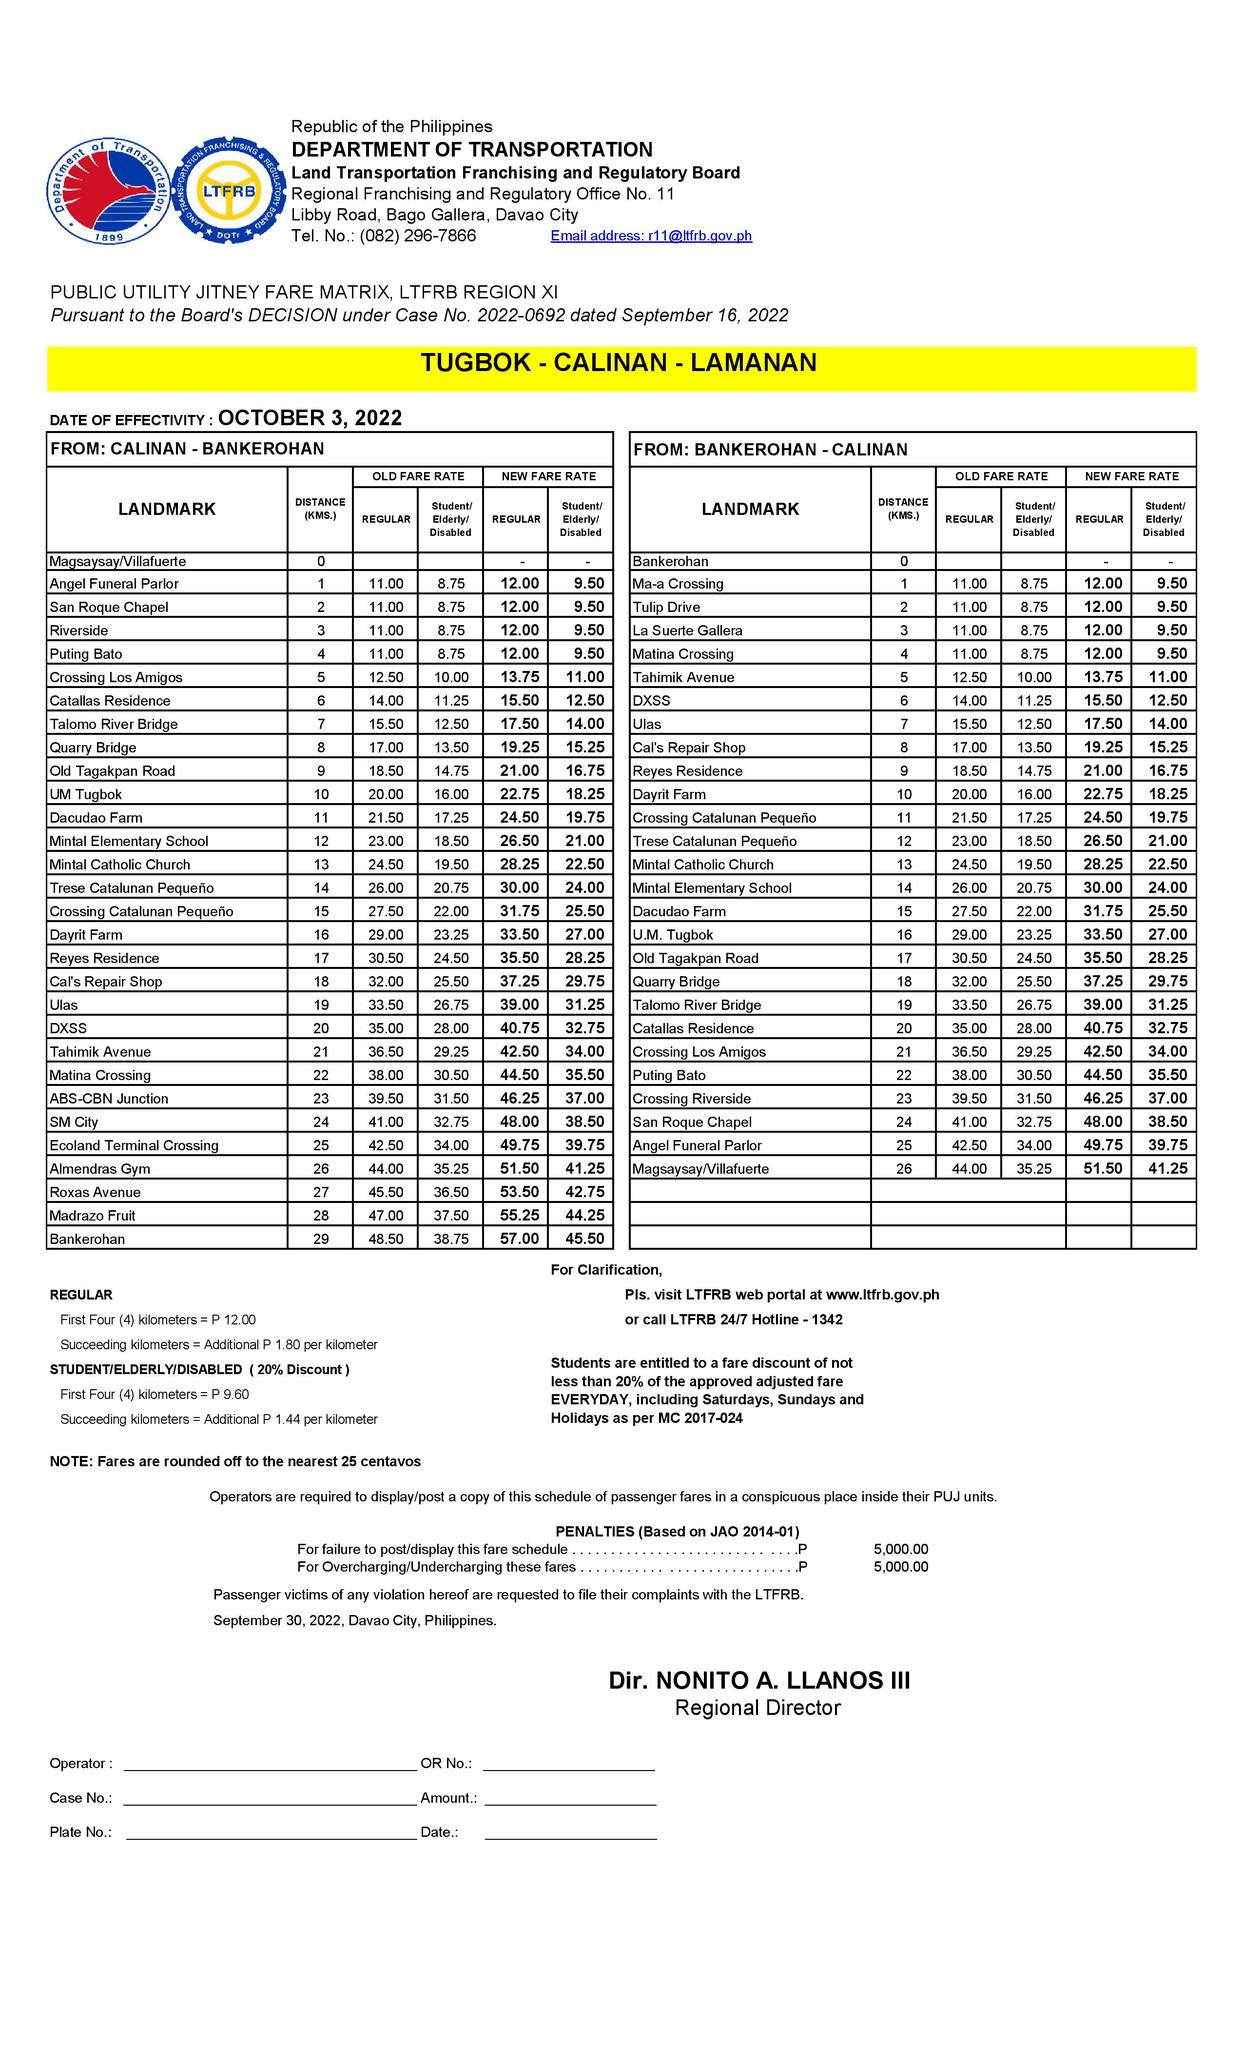 Republic of the Philippines
DEPARTMENT OF TRANSPORTATION
Land Transportation Franchising and Regulatory Board
Regional Franchising and Regulatory Office No. 11
Libby Road, Bago Gallera, Davao City
Tel. No.: (082) 296-7866 Email address: r11@ltfrb.gov.ph
Department of Transportation
1899
LAND TRANSPORTATION FRANCHISING & REGULATORY BOARD
LTFRB
DOTr
PUBLIC UTILITY JITNEY FARE MATRIX, LTFRB REGION XI
Pursuant to the Board's DECISION under Case No. 2022-0692 dated September 16, 2022
TUGBOK - CALINAN - LAMANAN
DATE OF EFFECTIVITY : OCTOBER 3, 2022
FROM: CALINAN - BANKEROHAN
LANDMARK DISTANCE (KMS.) OLD FARE RATE NEW FARE RATE
REGULAR Student/ Elderly/ Disabled REGULAR Student/ Elderly/ Disabled
Magsaysay/Villafuerte 0 - -
Angel Funeral Parlor 1 11.00 8.75 12.00 9.50
San Roque Chapel 2 11.00 8.75 12.00 9.50
Riverside 3 11.00 8.75 12.00 9.50
Puting Bato 4 11.00 8.75 12.00 9.50
Crossing Los Amigos 5 12.50 10.00 13.75 11.00
Catallas Residence 6 14.00 11.25 15.50 12.50
Talomo River Bridge 7 15.50 12.50 17.50 14.00
Quarry Bridge 8 17.00 13.50 19.25 15.25
Old Tagakpan Road 9 18.50 14.75 21.00 16.75
UM Tugbok 10 20.00 16.00 22.75 18.25
Dacudao Farm 11 21.50 17.25 24.50 19.75
Mintal Elementary School 12 23.00 18.50 26.50 21.00
Mintal Catholic Church 13 24.50 19.50 28.25 22.50
Trese Catalunan Pequeño 14 26.00 20.75 30.00 24.00
Crossing Catalunan Pequeño 15 27.50 22.00 31.75 25.50
Dayrit Farm 16 29.00 23.25 33.50 27.00
Reyes Residence 17 30.50 24.50 35.50 28.25
Cal's Repair Shop 18 32.00 25.50 37.25 29.75
Ulas 19 33.50 26.75 39.00 31.25
DXSS 20 35.00 28.00 40.75 32.75
Tahimik Avenue 21 36.50 29.25 42.50 34.00
Matina Crossing 22 38.00 30.50 44.50 35.50
ABS-CBN Junction 23 39.50 31.50 46.25 37.00
SM City 24 41.00 32.75 48.00 38.50
Ecoland Terminal Crossing 25 42.50 34.00 49.75 39.75
Almendras Gym 26 44.00 35.25 51.50 41.25
Roxas Avenue 27 45.50 36.50 53.50 42.75
Madrazo Fruit 28 47.00 37.50 55.25 44.25
Bankerohan 29 48.50 38.75 57.00 45.50
FROM: BANKEROHAN - CALINAN
LANDMARK DISTANCE (KMS.) OLD FARE RATE NEW FARE RATE
REGULAR Student/ Elderly/ Disabled REGULAR Student/ Elderly/ Disabled
Bankerohan 0 - -
Ma-a Crossing 1 11.00 8.75 12.00 9.50
Tulip Drive 2 11.00 8.75 12.00 9.50
La Suerte Gallera 3 11.00 8.75 12.00 9.50
Matina Crossing 4 11.00 8.75 12.00 9.50
Tahimik Avenue 5 12.50 10.00 13.75 11.00
DXSS 6 14.00 11.25 15.50 12.50
Ulas 7 15.50 12.50 17.50 14.00
Cal's Repair Shop 8 17.00 13.50 19.25 15.25
Reyes Residence 9 18.50 14.75 21.00 16.75
Dayrit Farm 10 20.00 16.00 22.75 18.25
Crossing Catalunan Pequeño 11 21.50 17.25 24.50 19.75
Trese Catalunan Pequeño 12 23.00 18.50 26.50 21.00
Mintal Catholic Church 13 24.50 19.50 28.25 22.50
Mintal Elementary School 14 26.00 20.75 30.00 24.00
Dacudao Farm 15 27.50 22.00 31.75 25.50
U.M. Tugbok 16 29.00 23.25 33.50 27.00
Old Tagakpan Road 17 30.50 24.50 35.50 28.25
Quarry Bridge 18 32.00 25.50 37.25 29.75
Talomo River Bridge 19 33.50 26.75 39.00 31.25
Catallas Residence 20 35.00 28.00 40.75 32.75
Crossing Los Amigos 21 36.50 29.25 42.50 34.00
Puting Bato 22 38.00 30.50 44.50 35.50
Crossing Riverside 23 39.50 31.50 46.25 37.00
San Roque Chapel 24 41.00 32.75 48.00 38.50
Angel Funeral Parlor 25 42.50 34.00 49.75 39.75
Magsaysay/Villafuerte 26 44.00 35.25 51.50 41.25
REGULAR
First Four (4) kilometers = P 12.00
Succeeding kilometers = Additional P 1.80 per kilometer
STUDENT/ELDERLY/DISABLED ( 20% Discount )
First Four (4) kilometers = P 9.60
Succeeding kilometers = Additional P 1.44 per kilometer
For Clarification,
Pls. visit LTFRB web portal at www.ltfrb.gov.ph
or call LTFRB 24/7 Hotline - 1342
Students are entitled to a fare discount of not
less than 20% of the approved adjusted fare
EVERYDAY, including Saturdays, Sundays and
Holidays as per MC 2017-024
NOTE: Fares are rounded off to the nearest 25 centavos
Operators are required to display/post a copy of this schedule of passenger fares in a conspicuous place inside their PUJ units.
PENALTIES (Based on JAO 2014-01)
For failure to post/display this fare schedule . . . . . . . . . . . . . . . . . . . . . . . . . . . . . .P 5,000.00
For Overcharging/Undercharging these fares . . . . . . . . . . . . . . . . . . . . . . . . . . . .P 5,000.00
Passenger victims of any violation hereof are requested to file their complaints with the LTFRB.
September 30, 2022, Davao City, Philippines.
Dir. NONITO A. LLANOS III
Regional Director
Operator : OR No.:
Case No.: Amount.:
Plate No.: Date.: